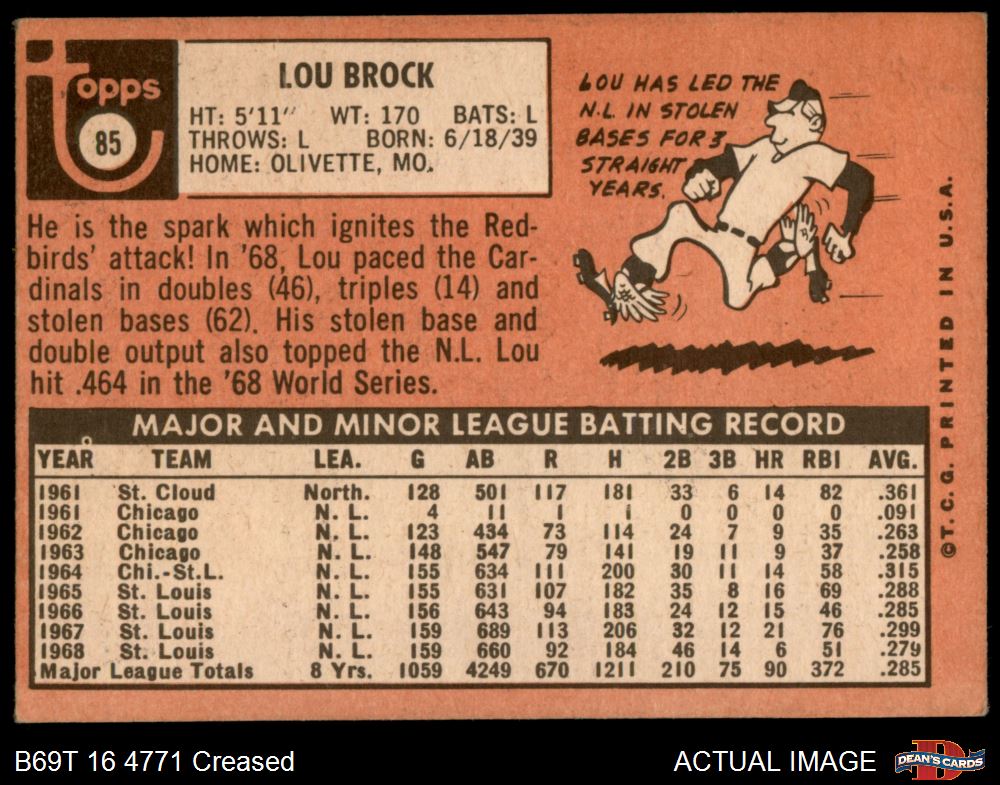 Topps
85
LOU BROCK
HT: 5'11" WT: 170 BATS: L
THROWS: L BORN: 6/18/39
HOME: OLIVETTE, MO.
LOU HAS LED THE
N.L. IN STOLEN
BASES FOR 3
STRAIGHT
YEARS.
He is the spark which ignites the Red-
birds' attack! In '68, Lou paced the Car-
dinals in doubles (46), triples (14) and
stolen bases (62). His stolen base and
double output also topped the N.L. Lou
hit .464 in the '68 World Series.
MAJOR AND MINOR LEAGUE BATTING RECORD
YEAR TEAM LEA. G AB R H 2B 3B HR RBI AVG.
1961 St. Cloud North. 128 501 117 181 33 6 14 82 .361
1961 Chicago N. L. 4 11 1 1 0 0 0 0 .091
1962 Chicago N. L. 123 434 73 114 24 7 9 35 .263
1963 Chicago N. L. 148 547 79 141 19 11 9 37 .258
1964 Chi.-St.L. N. L. 155 634 111 200 30 11 14 58 .315
1965 St. Louis N. L. 155 631 107 182 35 8 16 69 .288
1966 St. Louis N. L. 156 643 94 183 24 12 15 46 .285
1967 St. Louis N. L. 159 689 113 206 32 12 21 76 .299
1968 St. Louis N. L. 159 660 92 184 46 14 6 51 .279
Major League Totals 8 Yrs. 1059 4249 670 1211 210 75 90 372 .285
©T. C. G. PRINTED IN U.S.A.
B69T 16 4771 Creased
ACTUAL IMAGE
D
DEAN'S CARDS